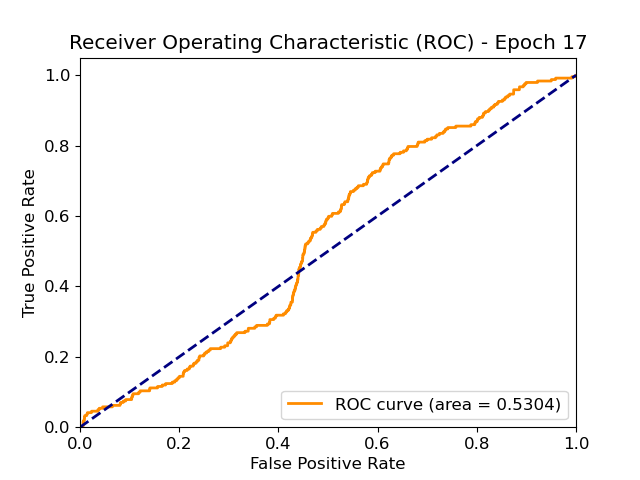 Receiver Operating Characteristic (ROC) - Epoch 17
1.0
0.8
0.6
0.4
0.2
0.0
True Positive Rate
ROC curve (area = 0.5304)
0.0 0.2 0.4 0.6 0.8 1.0
False Positive Rate